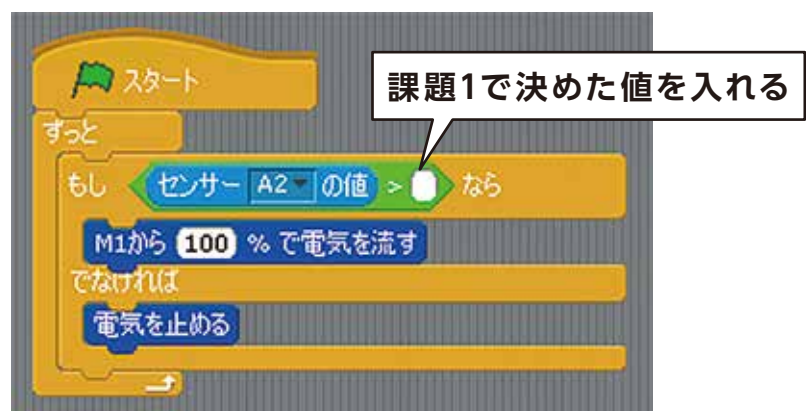 スタート
課題1で決めた値を入れる
ずっと
もし センサー A2 の値 > なら
M1から 100 % で電気を流す
でなければ
電気を止める